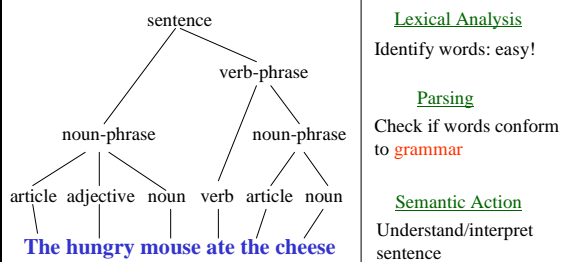 sentence
verb-phrase
noun-phrase noun-phrase
article adjective noun verb article noun
The hungry mouse ate the cheese
Lexical Analysis
Identify words: easy!
Parsing
Check if words conform
to grammar
Semantic Action
Understand/interpret
sentence